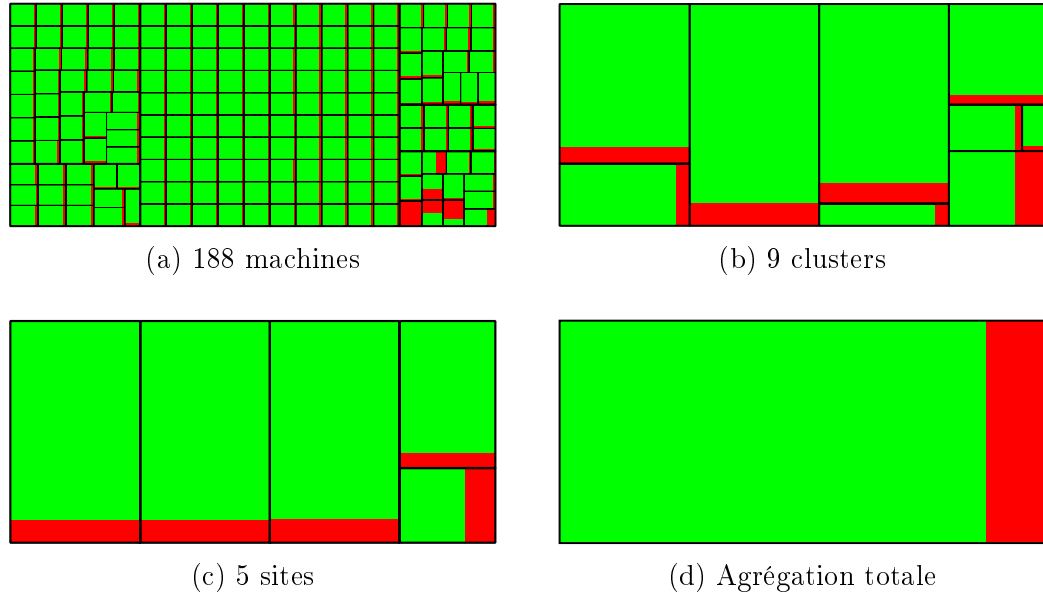 (a) 188 machines
(b) 9 clusters
(c) 5 sites
(d) Agrégation totale